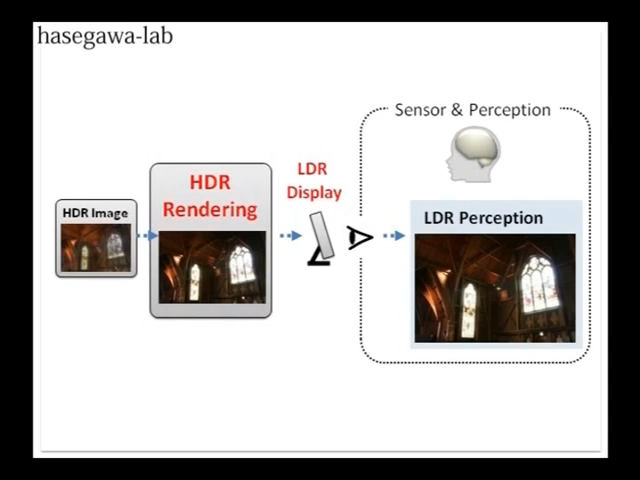 hasegawa-lab
Sensor & Perception
LDR
Display
HDR
Rendering
HDR Image
LDR Perception